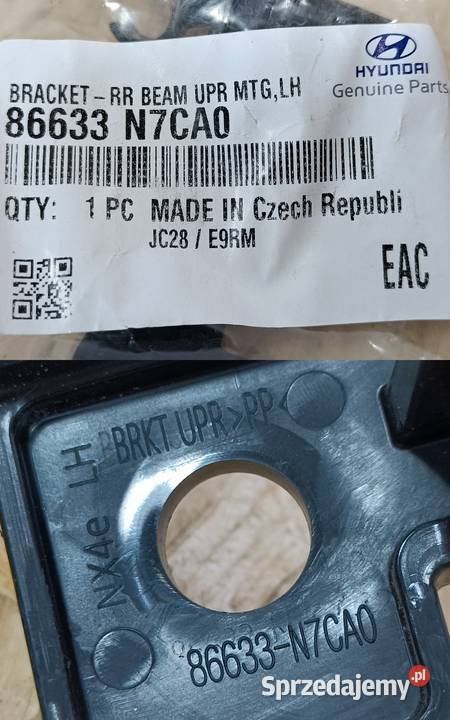 HYUNDAI
Genuine Parts
BRACKET-RR BEAM UPR MTG,LH
86633 N7CA0
QTY: 1 PC MADE IN Czech Republi
JC28 / E9RM
EAC
BRKT UPR >PP<
LH
NX4e
86633-N7CA0
Sprzedajemy.pl